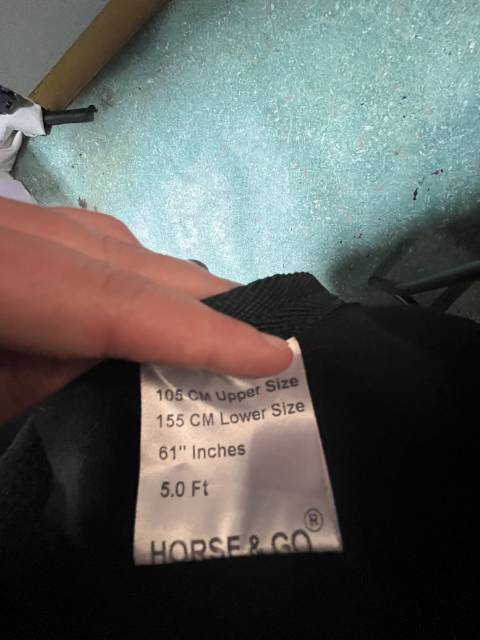 105 CM Upper Size
155 CM Lower Size
61" Inches
5.0 Ft
HORSE & GO ®